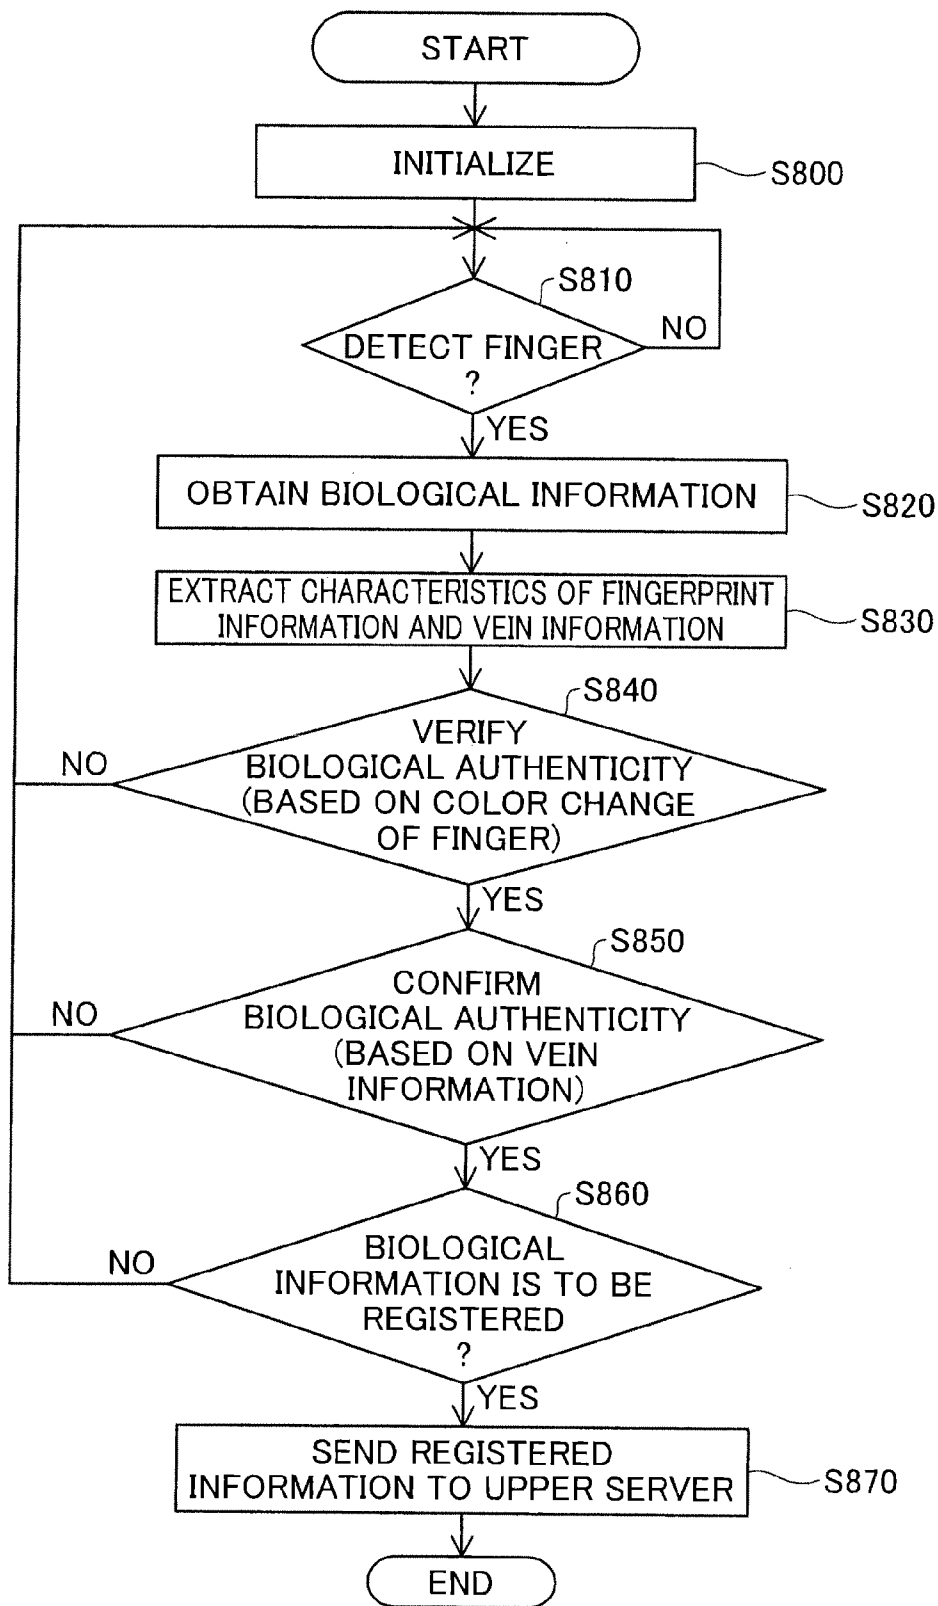 START
INITIALIZE
S800
S810
DETECT FINGER
?
NO
YES
OBTAIN BIOLOGICAL INFORMATION
S820
EXTRACT CHARACTERISTICS OF FINGERPRINT
INFORMATION AND VEIN INFORMATION
S830
S840
VERIFY
BIOLOGICAL AUTHENTICITY
(BASED ON COLOR CHANGE
OF FINGER)
NO
YES
S850
CONFIRM
BIOLOGICAL AUTHENTICITY
(BASED ON VEIN
INFORMATION)
NO
YES
S860
BIOLOGICAL
INFORMATION IS TO BE
REGISTERED
?
NO
YES
SEND REGISTERED
INFORMATION TO UPPER SERVER
S870
END